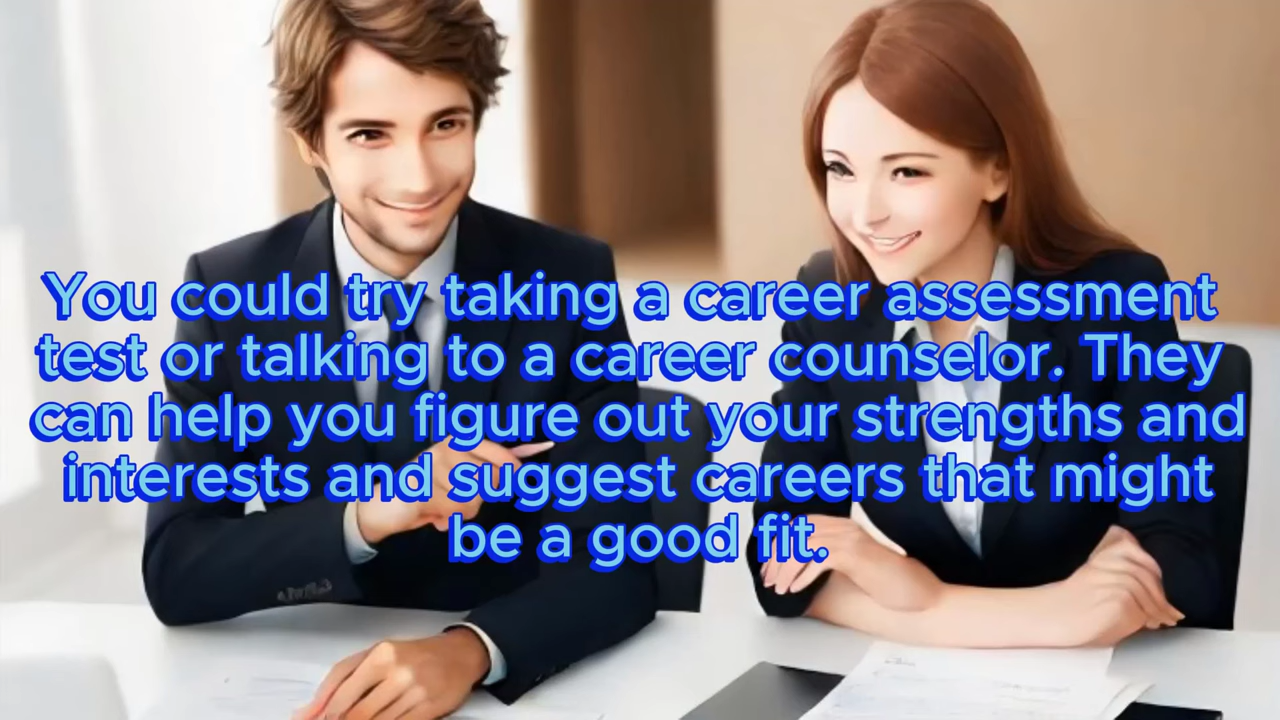 You could try taking a career assessment
test or talking to a career counselor. They
can help you figure out your strengths and
interests and suggest careers that might
be a good fit.